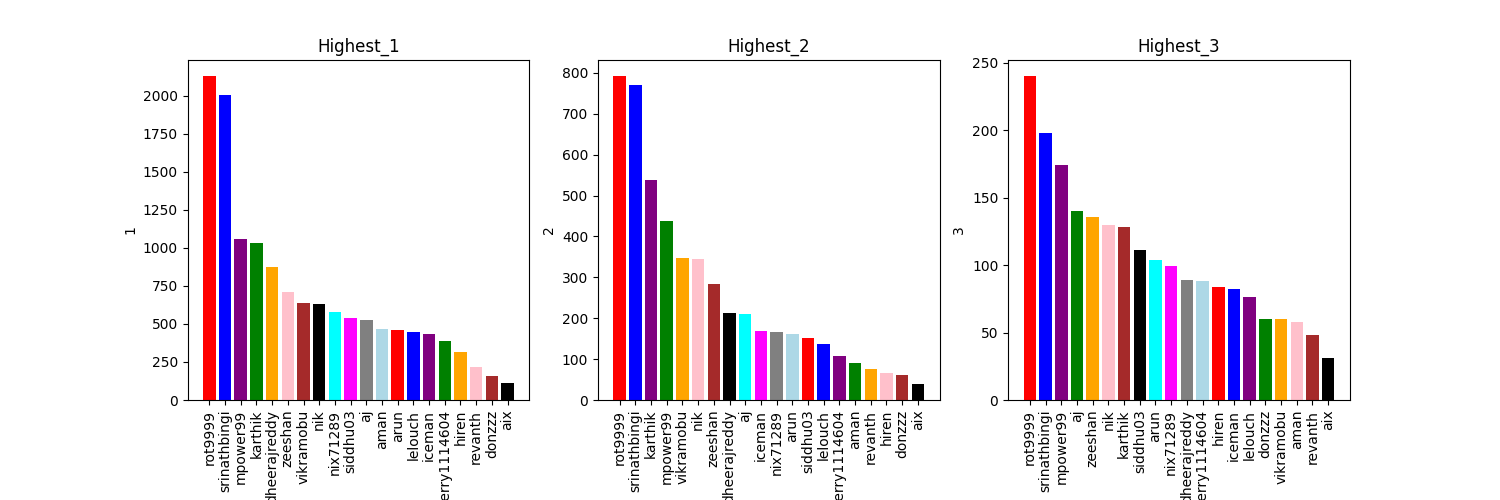 Highest_1
Highest_2
Highest_3
1
2000
1750
1500
1250
1000
750
500
250
0
rot9999
srinathbingi
mpower99
karthik
dheerajreddy
zeeshan
vikramobu
nik
nix71289
siddhu03
aj
aman
arun
lelouch
iceman
erry1114604
hiren
revanth
donzzz
aix
2
800
700
600
500
400
300
200
100
0
rot9999
srinathbingi
karthik
mpower99
vikramobu
nik
zeeshan
dheerajreddy
aj
iceman
nix71289
arun
siddhu03
lelouch
erry1114604
aman
revanth
hiren
donzzz
aix
3
250
200
150
100
50
0
rot9999
srinathbingi
mpower99
aj
zeeshan
nik
karthik
siddhu03
arun
nix71289
dheerajreddy
erry1114604
hiren
iceman
lelouch
donzzz
vikramobu
aman
revanth
aix